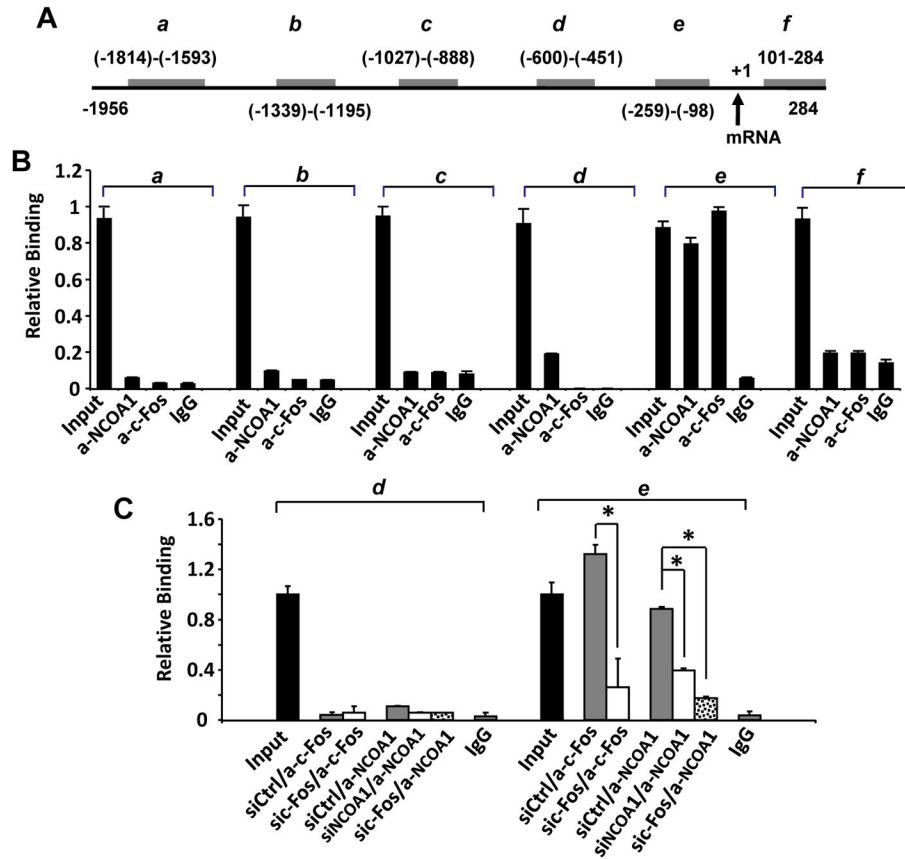 A
a b c d e f
(-1814)-(-1593) (-1027)-(-888) (-600)-(-451) +1 101-284
-1956 (-1339)-(-1195) (-259)-(-98) 284
mRNA
B
Relative Binding
1.2
1
0.8
0.6
0.4
0.2
0
a b c d e f
Input a-NCOA1 a-c-Fos IgG Input a-NCOA1 a-c-Fos IgG Input a-NCOA1 a-c-Fos IgG Input a-NCOA1 a-c-Fos IgG Input a-NCOA1 a-c-Fos IgG Input a-NCOA1 a-c-Fos IgG
C
Relative Binding
1.6
1.2
0.8
0.4
0
d e
* * *
Input siCtrl/a-c-Fos sic-Fos/a-c-Fos siCtrl/a-NCOA1 siNCOA1/a-NCOA1 sic-Fos/a-NCOA1 IgG Input siCtrl/a-c-Fos sic-Fos/a-c-Fos siCtrl/a-NCOA1 siNCOA1/a-NCOA1 sic-Fos/a-NCOA1 IgG